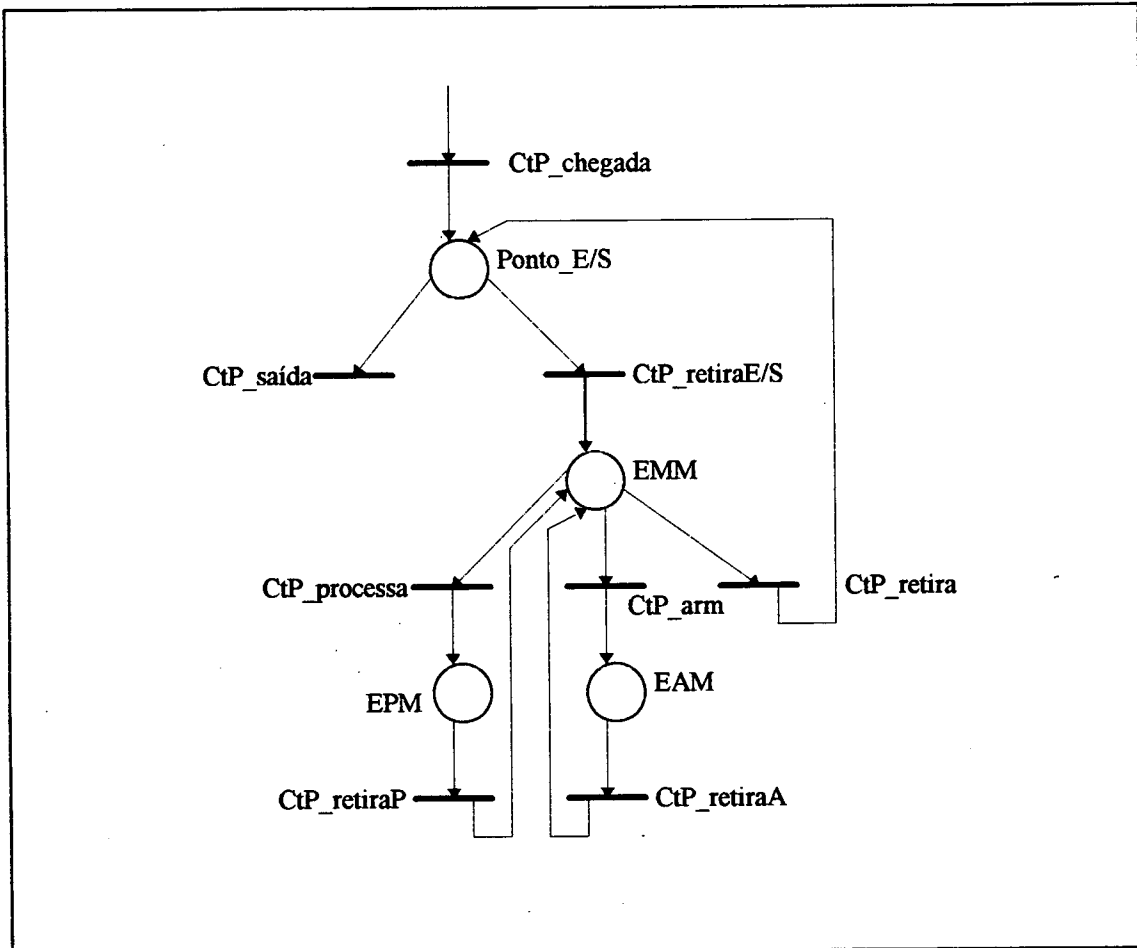 CtP_chegada
Ponto_E/S
CtP_saída
CtP_retiraE/S
EMM
CtP_processa
CtP_arm
CtP_retira
EPM
EAM
CtP_retiraP
CtP_retiraA